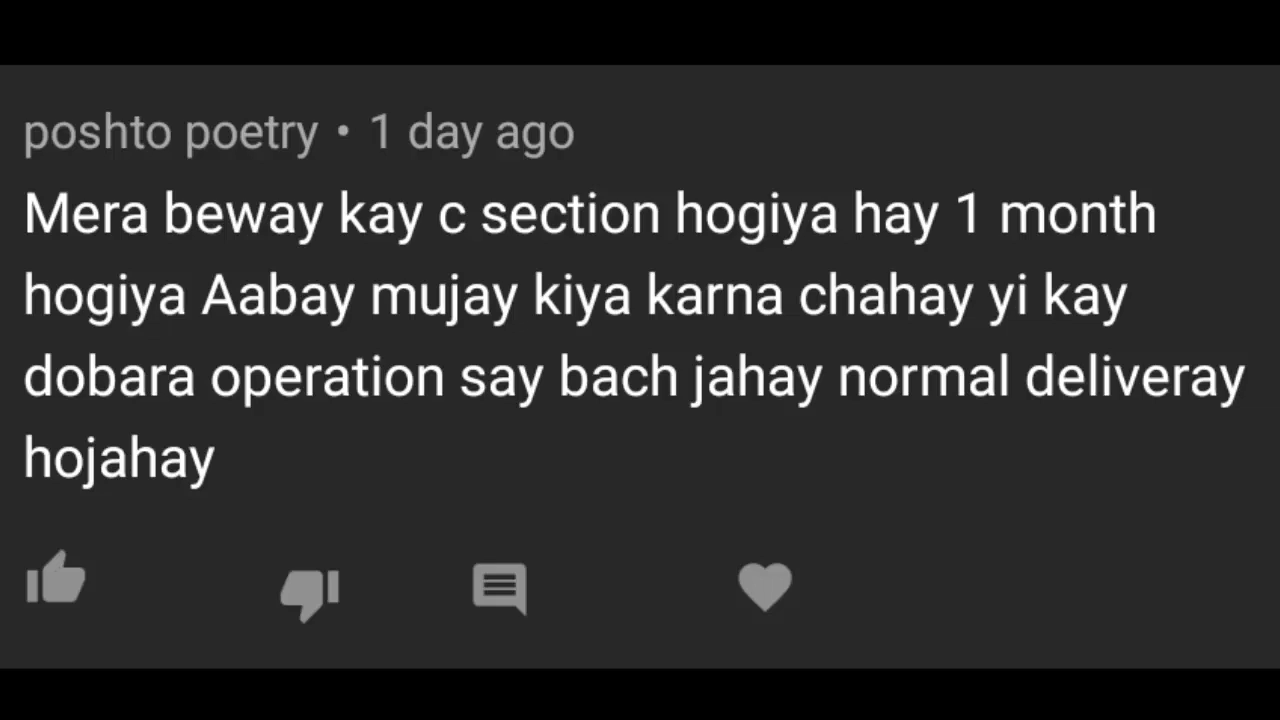 poshto poetry • 1 day ago
Mera beway kay c section hogiya hay 1 month
hogiya Aabay mujay kiya karna chahay yi kay
dobara operation say bach jahay normal deliveray
hojahay